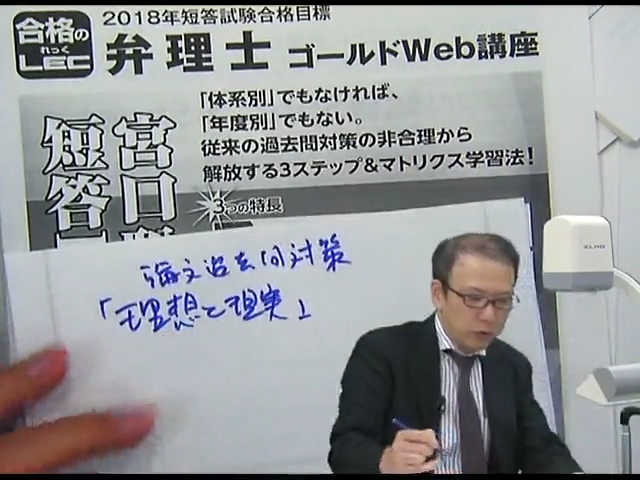 合格の
れっく
LEC
2018年短答試験合格目標
弁理士 ゴールドWeb講座
「体系別」でもなければ、
「年度別」でもない。
従来の過去問対策の非合理から
解放する3ステップ&マトリクス学習法!
宮口
短答
3つの特長
論文過去問対策
「理想と現実」
ELMO